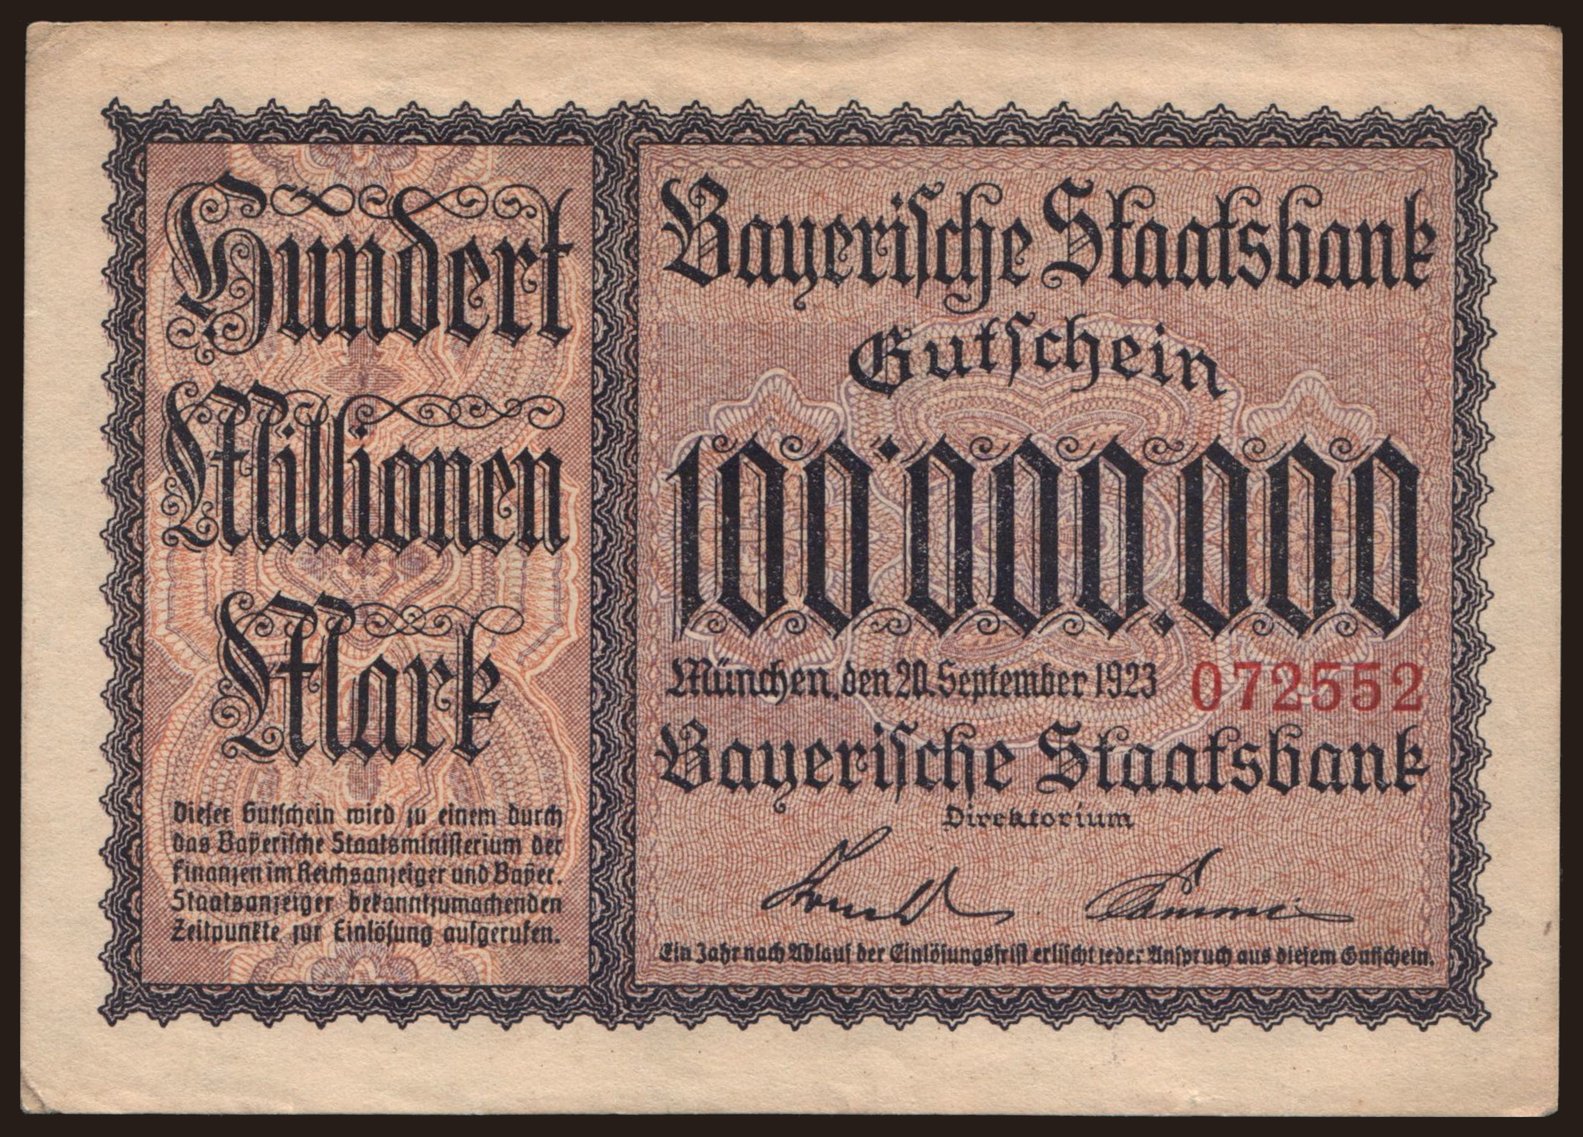 Hundert
Millionen
Mark
Dieser Gutschein wird zu einem durch
das Bayerische Staatsministerium der
Finanzen im Reichsanzeiger und Bayer.
Staatsanzeiger bekanntzumachenden
Zeitpunkte zur Einlösung aufgerufen.
Bayerische Staatsbank
Gutschein
100'000.000
München, den 20. September 1923 072552
Bayerische Staatsbank
Direktorium
Ein Jahr nach Ablauf der Einlösungsfrist erlischt jeder Anspruch aus diesem Gutschein.